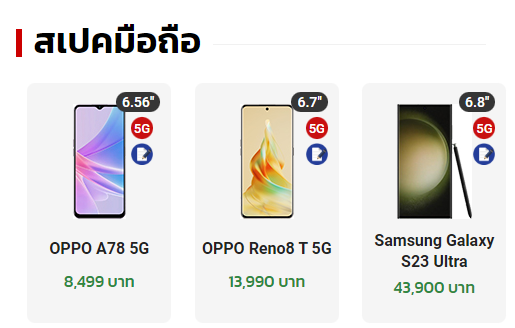 สเปคมือถือ
6.56"
5G
OPPO A78 5G
8,499 บาท
6.7"
5G
OPPO Reno8 T 5G
13,990 บาท
6.8"
5G
Samsung Galaxy
S23 Ultra
43,900 บาท